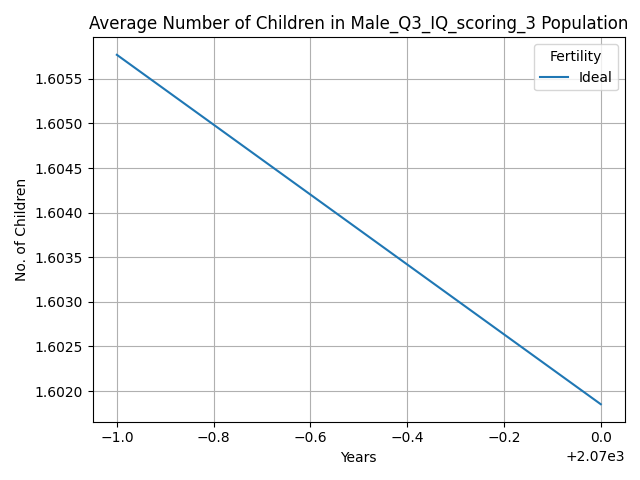 Average Number of Children in Male_Q3_IQ_scoring_3 Population
Fertility
Ideal
No. of Children
1.6055
1.6050
1.6045
1.6040
1.6035
1.6030
1.6025
1.6020
−1.0 −0.8 −0.6 −0.4 −0.2 0.0
+2.07e3
Years